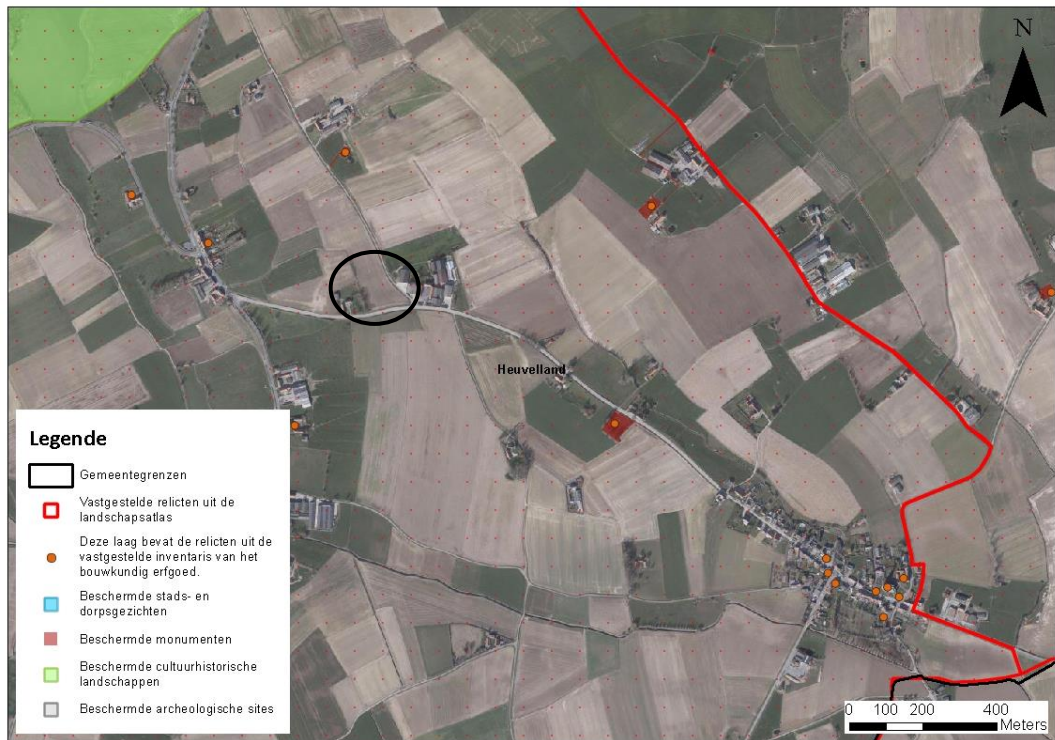 N
Heuvelland
Legende
Gemeentegrenzen
Vastgestelde relicten uit de
landschapsatlas
Deze laag bevat de relicten uit de
vastgestelde inventaris van het
bouwkundig erfgoed.
Beschermde stads- en
dorpsgezichten
Beschermde monumenten
Beschermde cultuurhistorische
landschappen
Beschermde archeologische sites
0 100 200 400
Meters